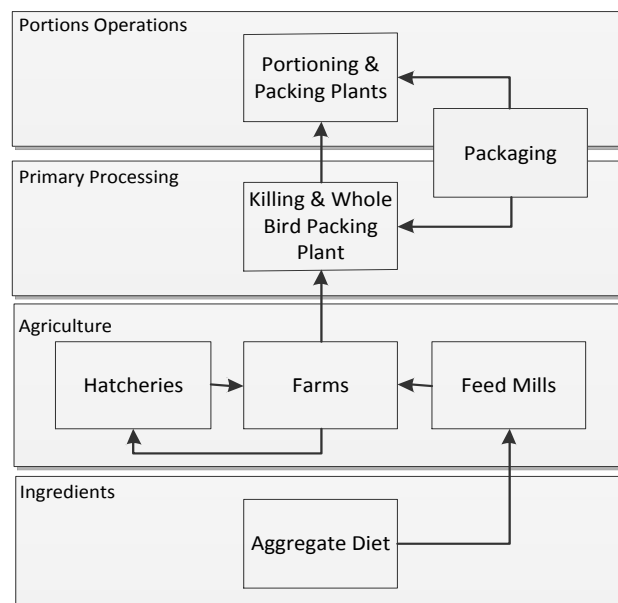 Portions Operations
Portioning &
Packing Plants
Packaging
Primary Processing
Killing & Whole
Bird Packing
Plant
Agriculture
Hatcheries
Farms
Feed Mills
Ingredients
Aggregate Diet